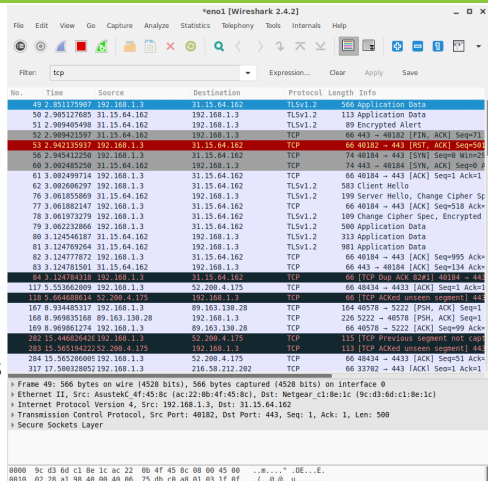 *eno1 [Wireshark 2.4.2]
File Edit View Go Capture Analyze Statistics Telephony Tools Internals Help
Filter: tcp Expression... Clear Apply Save
No. Time Source Destination Protocol Length Info
49 2.851175907 192.168.1.3 31.15.64.162 TLSv1.2 566 Application Data
50 2.905127685 31.15.64.162 192.168.1.3 TLSv1.2 113 Application Data
51 2.909405498 31.15.64.162 192.168.1.3 TLSv1.2 89 Encrypted Alert
52 2.909421597 31.15.64.162 192.168.1.3 TCP 66 443 → 40182 [FIN, ACK] Seq=71
53 2.942135937 192.168.1.3 31.15.64.162 TCP 66 40182 → 443 [RST, ACK] Seq=501
56 2.945412250 192.168.1.3 31.15.64.162 TCP 74 40184 → 443 [SYN] Seq=0 Win=29
60 3.002485250 31.15.64.162 192.168.1.3 TCP 74 443 → 40184 [SYN, ACK] Seq=0 A
61 3.002499714 192.168.1.3 31.15.64.162 TCP 66 40184 → 443 [ACK] Seq=1 Ack=1
62 3.002606297 192.168.1.3 31.15.64.162 TLSv1.2 583 Client Hello
76 3.061855869 31.15.64.162 192.168.1.3 TLSv1.2 199 Server Hello, Change Cipher Sp
77 3.061882147 192.168.1.3 31.15.64.162 TCP 66 40184 → 443 [ACK] Seq=518 Ack=
78 3.061973279 192.168.1.3 31.15.64.162 TLSv1.2 109 Change Cipher Spec, Encrypted
79 3.062232866 192.168.1.3 31.15.64.162 TLSv1.2 500 Application Data
80 3.124546187 31.15.64.162 192.168.1.3 TLSv1.2 313 Application Data
81 3.124769264 31.15.64.162 192.168.1.3 TLSv1.2 981 Application Data
82 3.124777872 192.168.1.3 31.15.64.162 TCP 66 40184 → 443 [ACK] Seq=995 Ack=
83 3.124781501 31.15.64.162 192.168.1.3 TCP 66 443 → 40184 [ACK] Seq=134 Ack=
84 3.124784318 192.168.1.3 31.15.64.162 TCP 66 [TCP Dup ACK 82#1] 40184 → 443
117 5.553662009 192.168.1.3 52.200.4.175 TCP 66 48434 → 4433 [ACK] Seq=1 Ack=1
118 5.664688614 52.200.4.175 192.168.1.3 TCP 66 [TCP ACKed unseen segment] 443
167 8.934485317 192.168.1.3 89.163.130.28 TCP 164 40578 → 5222 [PSH, ACK] Seq=1
168 8.969835168 89.163.130.28 192.168.1.3 TCP 226 5222 → 40578 [PSH, ACK] Seq=1
169 8.969861274 192.168.1.3 89.163.130.28 TCP 66 40578 → 5222 [ACK] Seq=99 Ack=
282 15.446826426 192.168.1.3 52.200.4.175 TCP 115 [TCP Previous segment not capt
283 15.565194222 52.200.4.175 192.168.1.3 TCP 113 [TCP ACKed unseen segment] 443
284 15.565206009 192.168.1.3 52.200.4.175 TCP 66 48434 → 4433 [ACK] Seq=51 Ack=
317 17.500328052 192.168.1.3 216.58.212.202 TCP 66 33702 → 443 [ACK] Seq=1 Ack=1
Frame 49: 566 bytes on wire (4528 bits), 566 bytes captured (4528 bits) on interface 0
Ethernet II, Src: AsustekC_4f:45:8c (ac:22:0b:4f:45:8c), Dst: Netgear_c1:8e:1c (9c:d3:6d:c1:8e:1c)
Internet Protocol Version 4, Src: 192.168.1.3, Dst: 31.15.64.162
Transmission Control Protocol, Src Port: 40182, Dst Port: 443, Seq: 1, Ack: 1, Len: 500
Secure Sockets Layer
0000 9c d3 6d c1 8e 1c ac 22 0b 4f 45 8c 08 00 45 00 ..m...." .OE...E.
0010 02 28 a1 98 40 00 40 06 75 db c0 a8 01 03 1f 0f